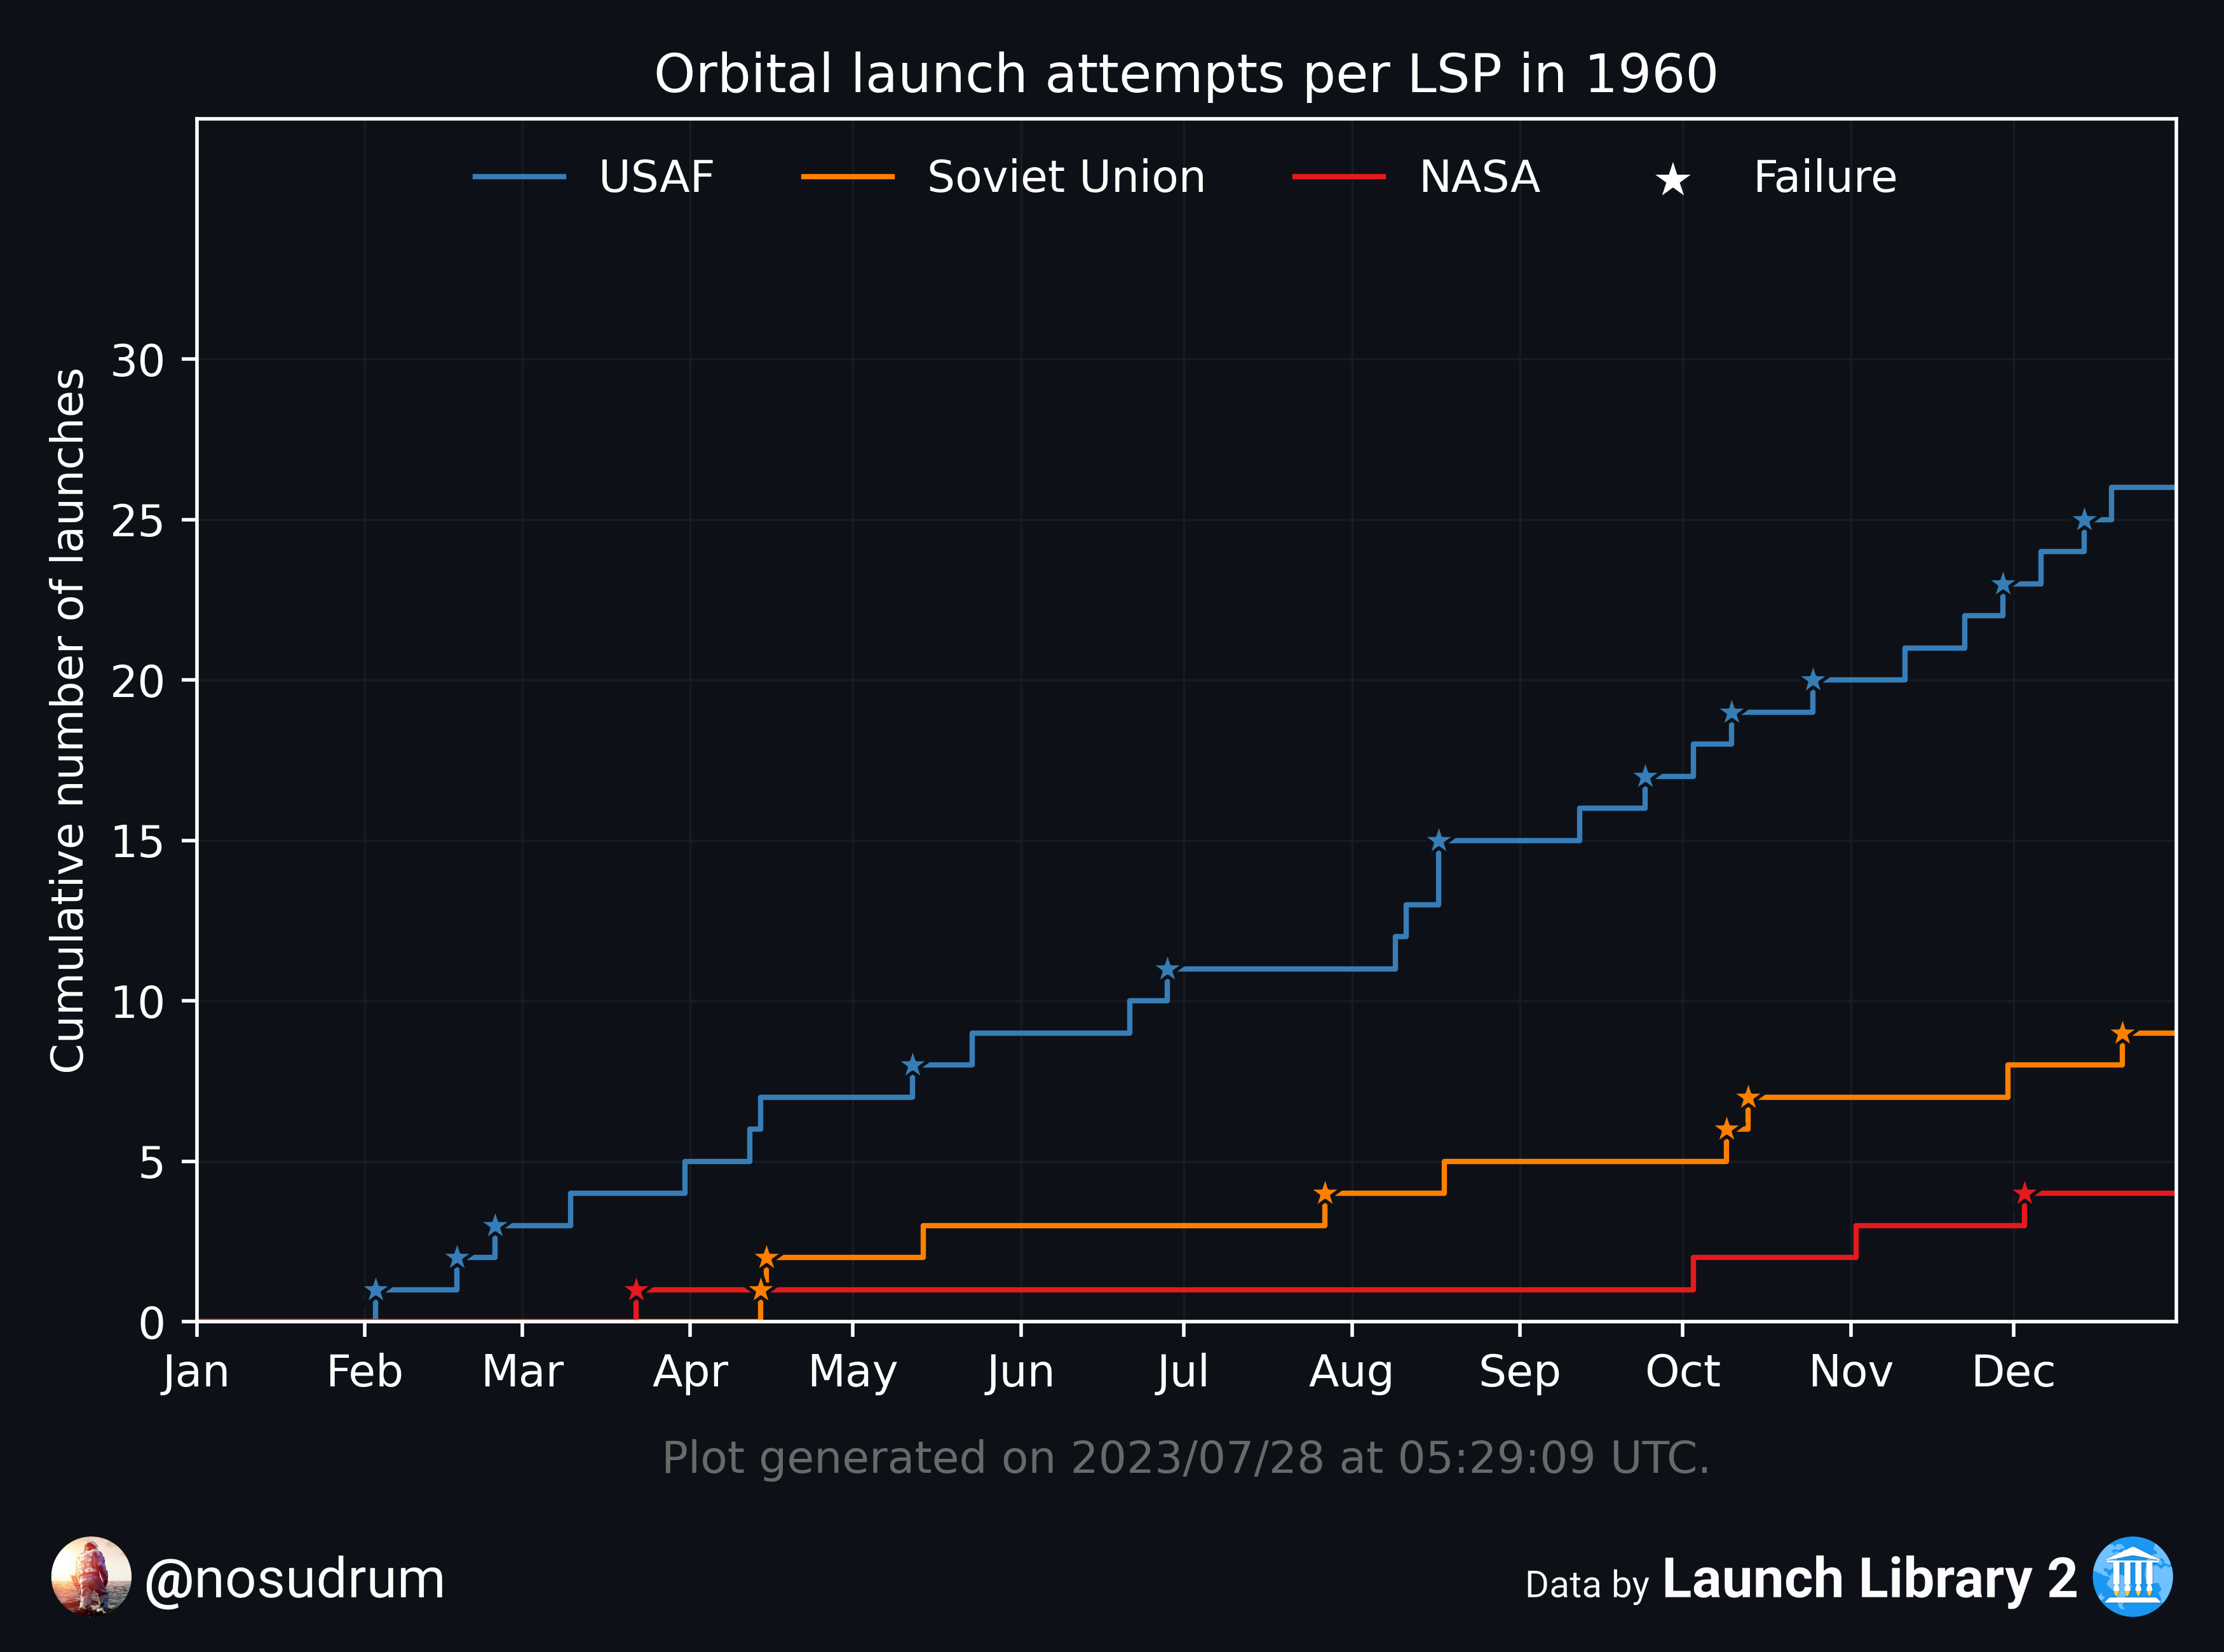 Orbital launch attempts per LSP in 1960
USAF Soviet Union NASA Failure
Cumulative number of launches
30
25
20
15
10
5
0
Jan Feb Mar Apr May Jun Jul Aug Sep Oct Nov Dec
Plot generated on 2023/07/28 at 05:29:09 UTC.
@nosudrum
Data by Launch Library 2